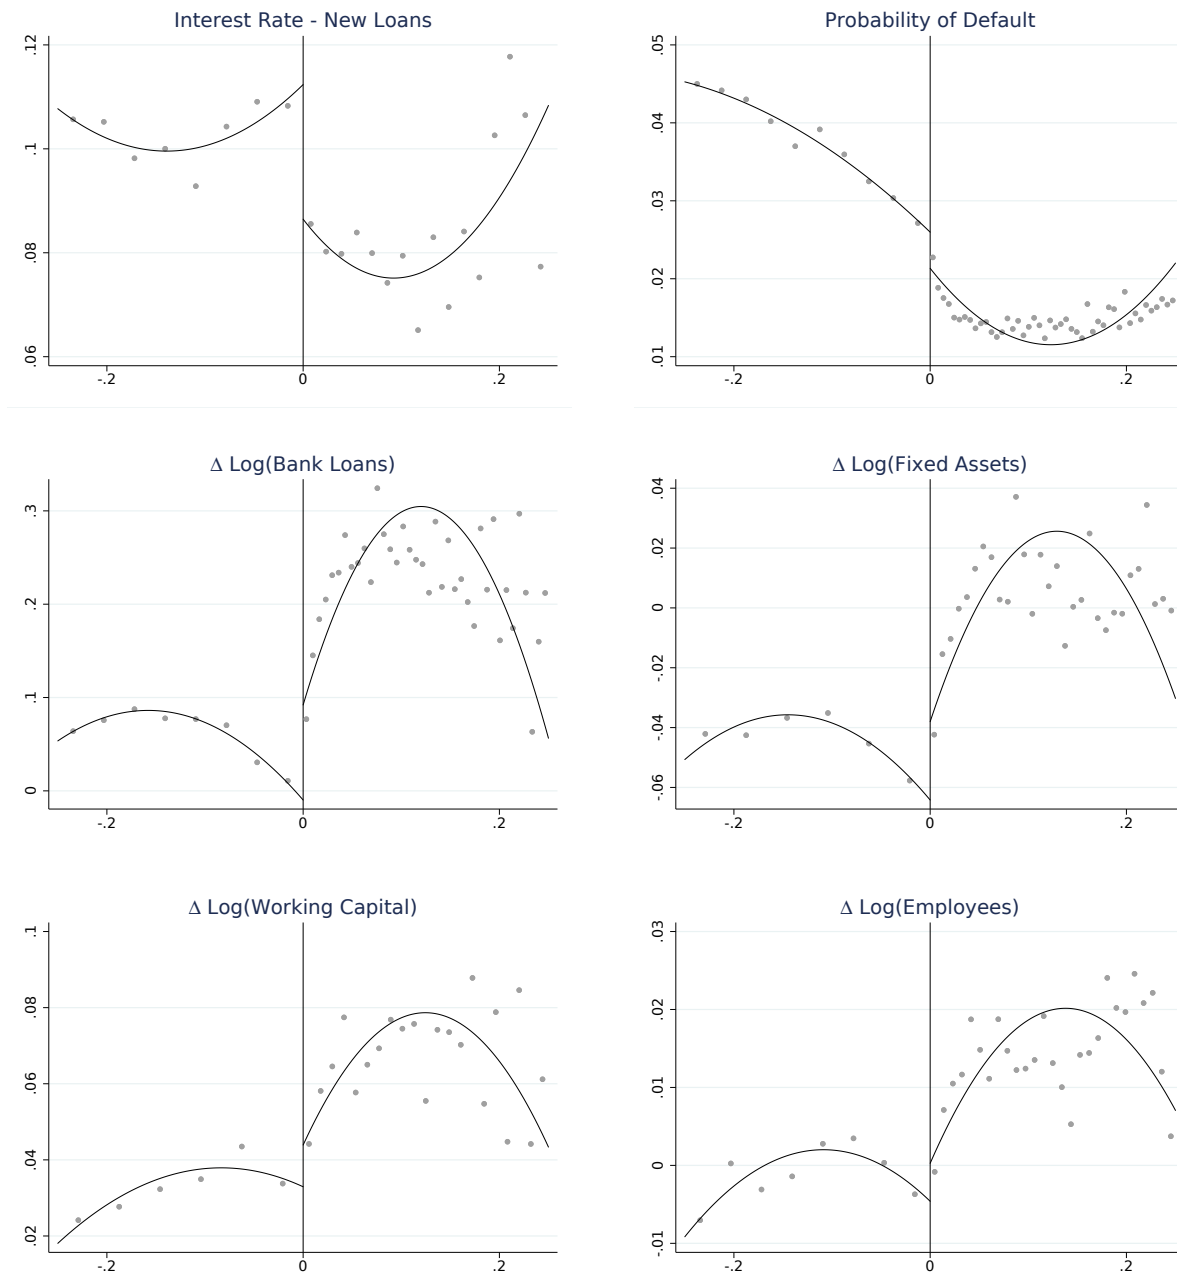 Interest Rate - New Loans
.12
.1
.08
.06
-.2 0 .2
Probability of Default
.05
.04
.03
.02
.01
-.2 0 .2
Δ Log(Bank Loans)
.3
.2
.1
0
-.2 0 .2
Δ Log(Fixed Assets)
.04
.02
0
-.02
-.04
-.06
-.2 0 .2
Δ Log(Working Capital)
.1
.08
.06
.04
.02
-.2 0 .2
Δ Log(Employees)
.03
.02
.01
0
-.01
-.2 0 .2